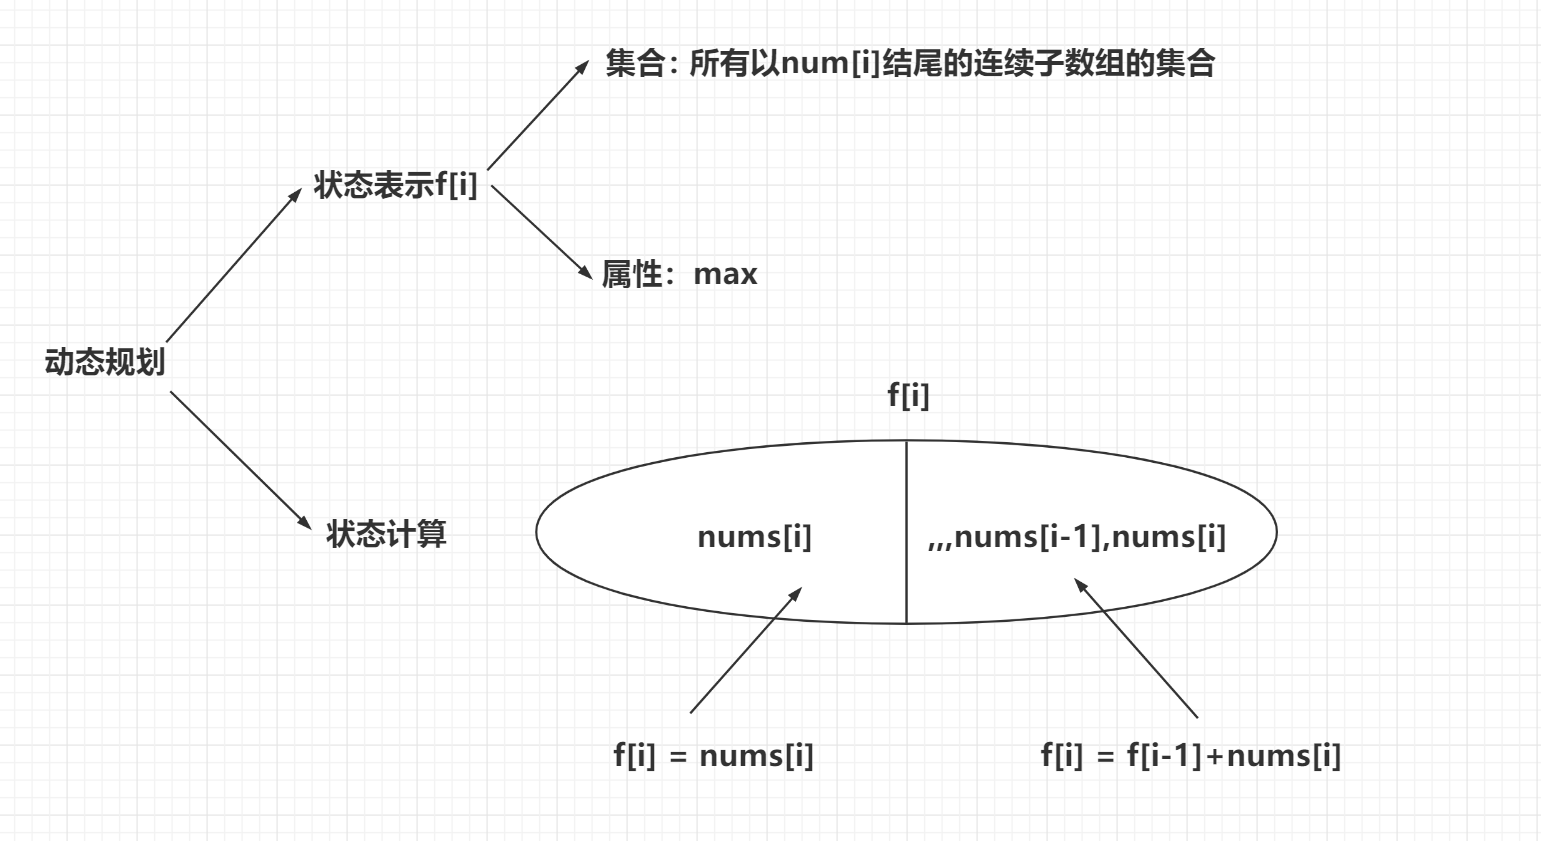 集合：所有以num[i]结尾的连续子数组的集合
状态表示f[i]
属性：max
动态规划
f[i]
状态计算
nums[i]
,,,nums[i-1],nums[i]
f[i] = nums[i]
f[i] = f[i-1]+nums[i]